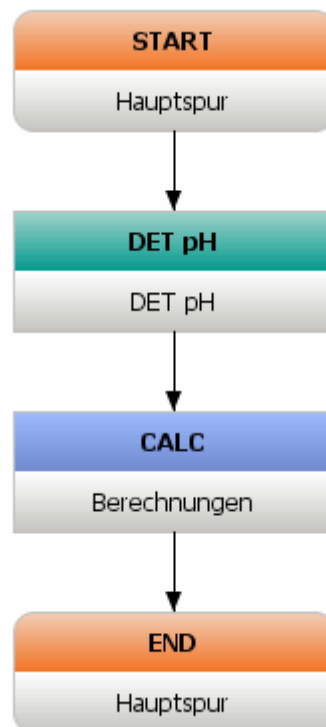 START
Hauptspur
DET pH
DET pH
CALC
Berechnungen
END
Hauptspur